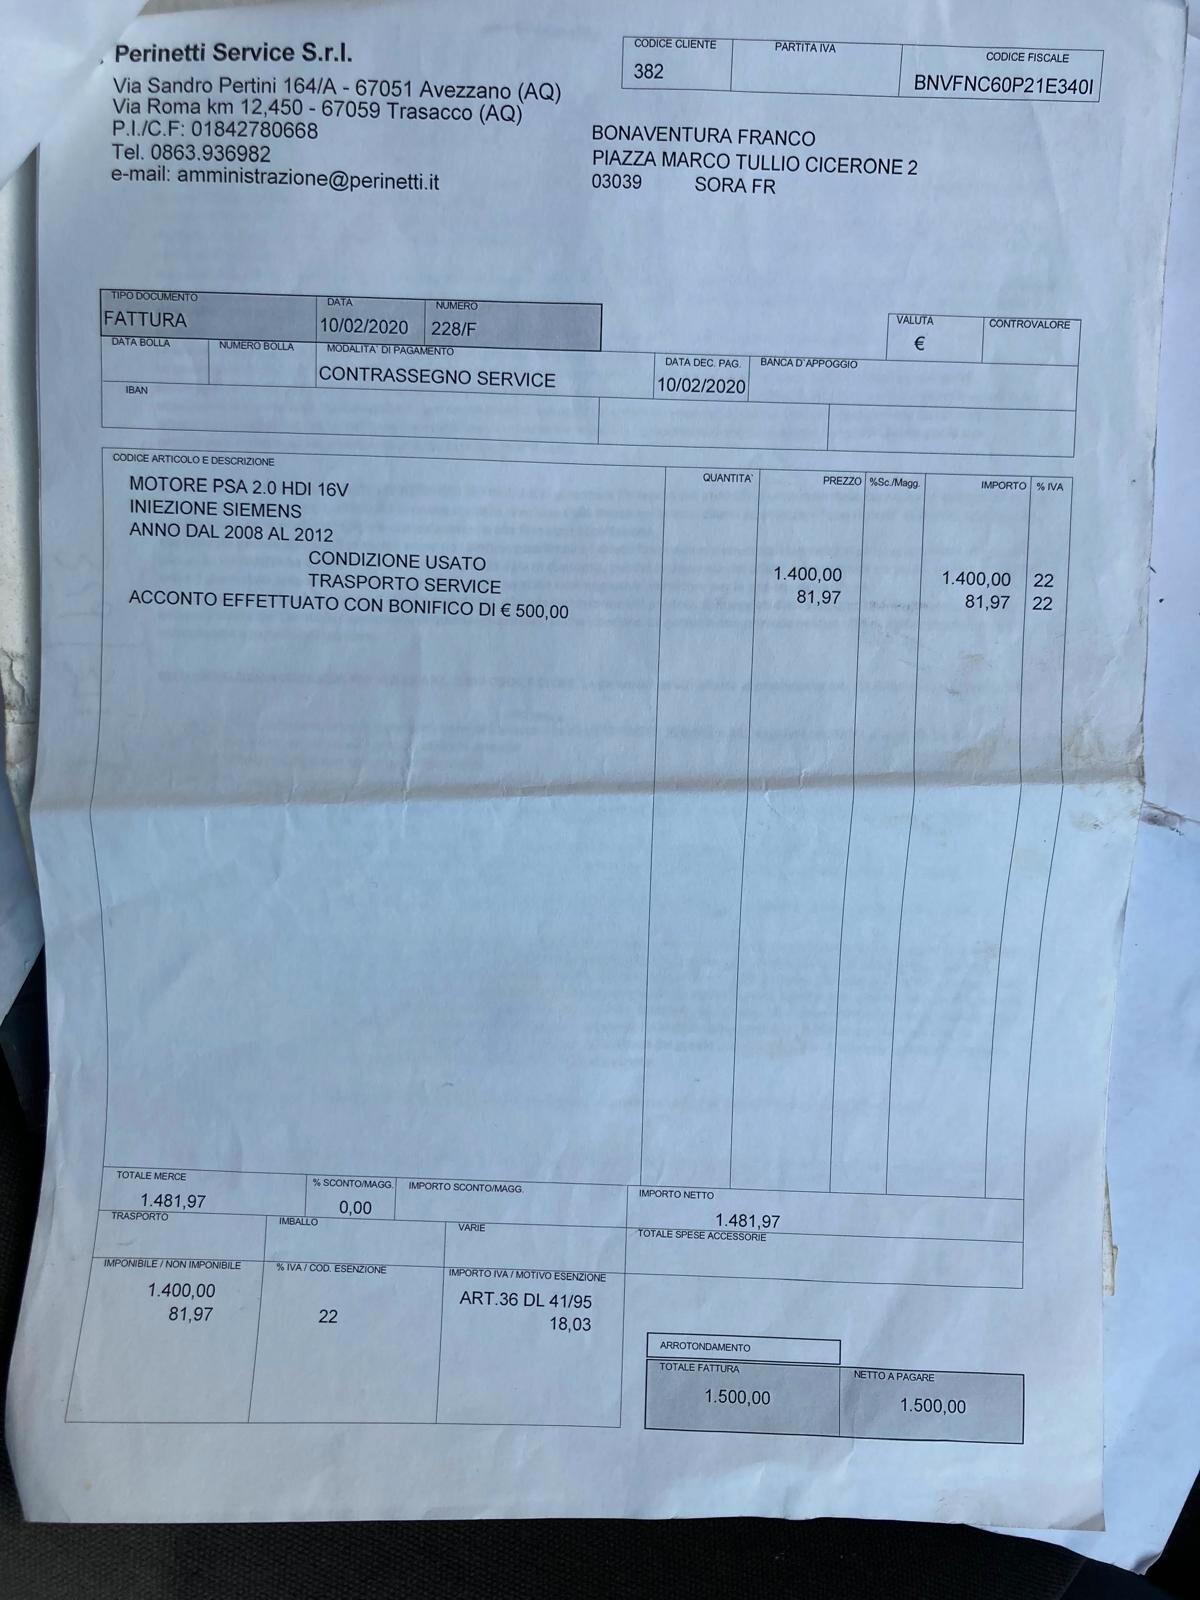 Perinetti Service S.r.l.
Via Sandro Pertini 164/A - 67051 Avezzano (AQ)
Via Roma km 12,450 - 67059 Trasacco (AQ)
P.I./C.F: 01842780668
Tel. 0863.936982
e-mail: amministrazione@perinetti.it
CODICE CLIENTE PARTITA IVA CODICE FISCALE
382 BNVFNC60P21E340I
BONAVENTURA FRANCO
PIAZZA MARCO TULLIO CICERONE 2
03039 SORA FR
TIPO DOCUMENTO DATA NUMERO
FATTURA 10/02/2020 228/F
VALUTA CONTROVALORE
€
DATA BOLLA NUMERO BOLLA MODALITA` DI PAGAMENTO DATA DEC. PAG. BANCA D`APPOGGIO
CONTRASSEGNO SERVICE 10/02/2020
IBAN
CODICE ARTICOLO E DESCRIZIONE QUANTITA` PREZZO %Sc./Magg. IMPORTO % IVA
MOTORE PSA 2.0 HDI 16V
INIEZIONE SIEMENS
ANNO DAL 2008 AL 2012
CONDIZIONE USATO 1.400,00 1.400,00 22
TRASPORTO SERVICE 81,97 81,97 22
ACCONTO EFFETTUATO CON BONIFICO DI € 500,00
TOTALE MERCE % SCONTO/MAGG. IMPORTO SCONTO/MAGG. IMPORTO NETTO
1.481,97 0,00 1.481,97
TRASPORTO IMBALLO VARIE TOTALE SPESE ACCESSORIE
IMPONIBILE / NON IMPONIBILE % IVA / COD. ESENZIONE IMPORTO IVA / MOTIVO ESENZIONE
1.400,00 ART.36 DL 41/95
81,97 22 18,03
ARROTONDAMENTO
TOTALE FATTURA NETTO A PAGARE
1.500,00 1.500,00